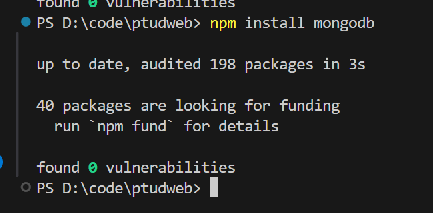 found 0 vulnerabilities
PS D:\code\ptudweb> npm install mongodb
up to date, audited 198 packages in 3s
40 packages are looking for funding
run `npm fund` for details
found 0 vulnerabilities
PS D:\code\ptudweb>